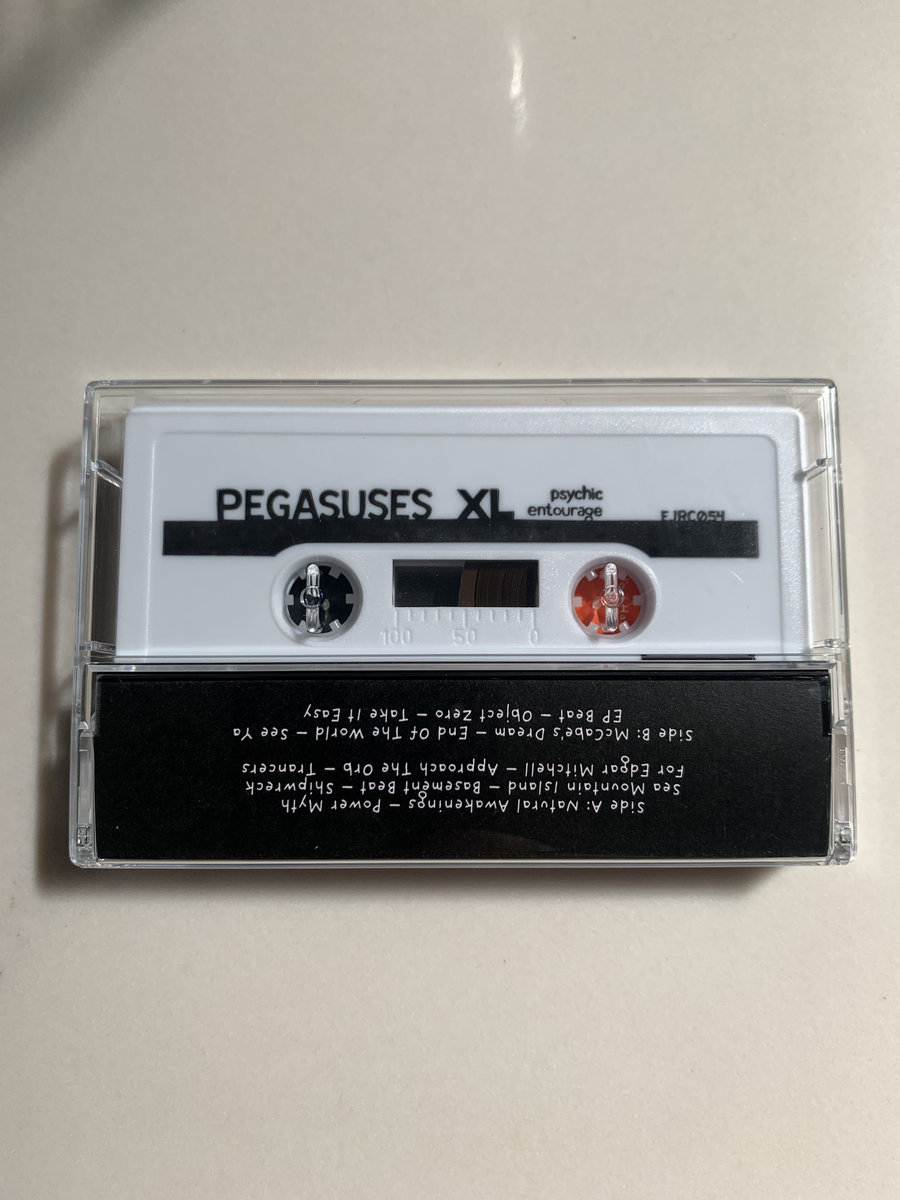 PEGASUSES XL psychic
entourage
EJRC054
100 50 0
Side A: Natural Awakenings – Power Myth
Sea Mountain Island – Basement Beat – Shipwreck
For Edgar Mitchell – Approach The Orb – Trancers
Side B: McCabe's Dream – End Of The World – See Ya
EP Beat – Object Zero – Take It Easy